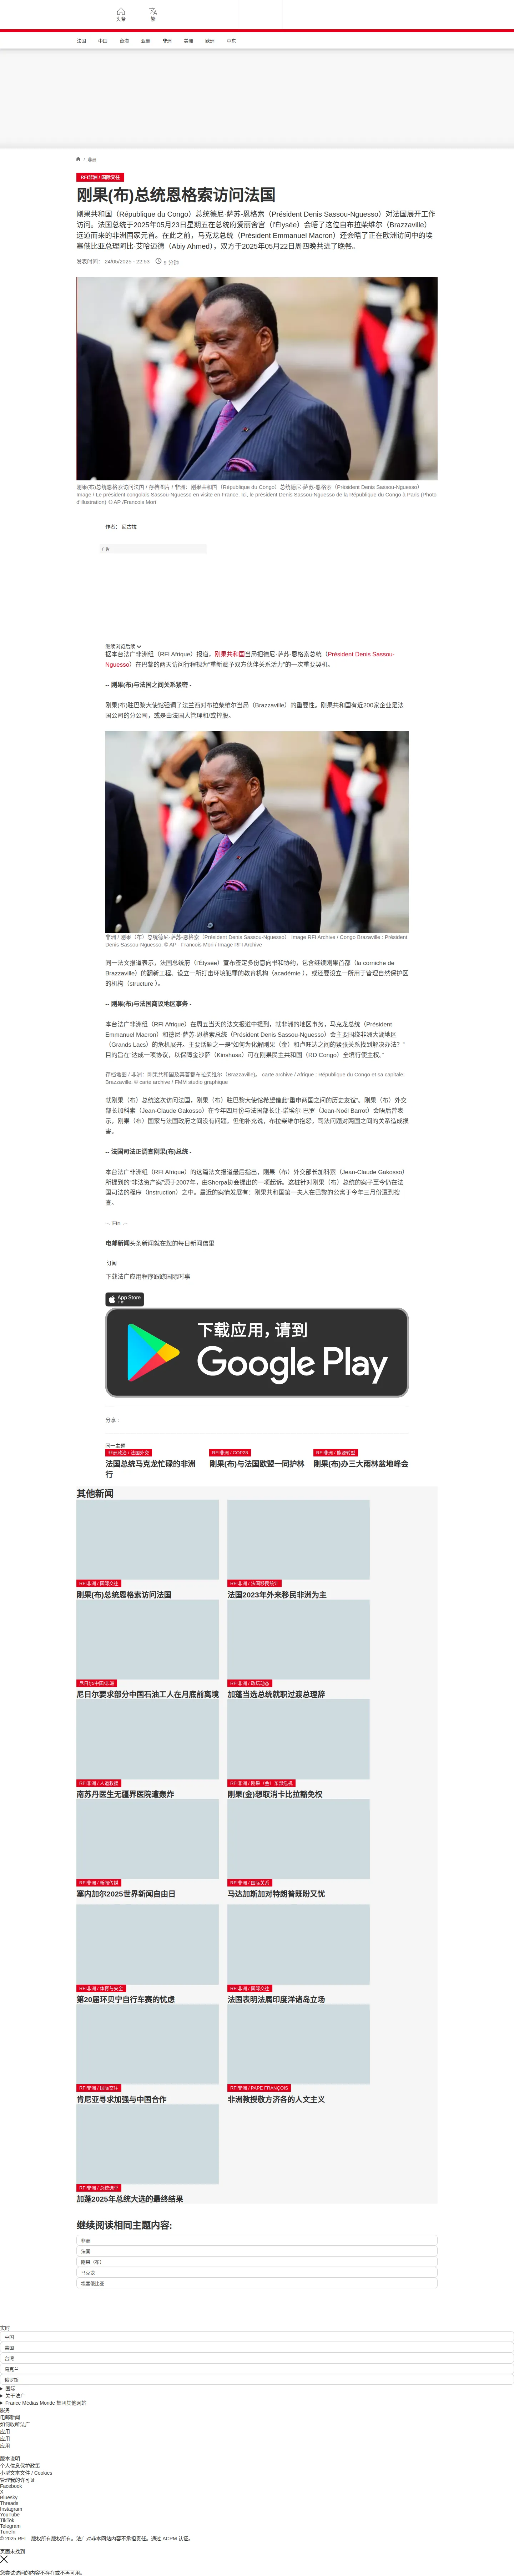 头条
繁
法国
中国
台海
亚洲
非洲
美洲
欧洲
中东
/ 非洲
RFI非洲 / 国际交往
刚果(布)总统恩格索访问法国
刚果共和国（République du Congo）总统德尼·萨苏-恩格索（Président Denis Sassou-Nguesso）对法国展开工作
访问。法国总统于2025年05月23日星期五在总统府爱丽舍宫（l'Élysée）会晤了这位自布拉柴维尔（Brazzaville）
远道而来的非洲国家元首。在此之前，马克龙总统（Président Emmanuel Macron）还会晤了正在欧洲访问中的埃
塞俄比亚总理阿比·艾哈迈德（Abiy Ahmed），双方于2025年05月22日周四晚共进了晚餐。
发表时间： 24/05/2025 - 22:53
9 分钟
刚果(布)总统恩格索访问法国 / 存档图片 / 非洲：刚果共和国（République du Congo）总统德尼·萨苏-恩格索（Président Denis Sassou-Nguesso）
Image / Le président congolais Sassou-Nguesso en visite en France. Ici, le président Denis Sassou-Nguesso de la République du Congo à Paris (Photo
d'illustration) © AP /Francois Mori
作者： 尼古拉
广告
继续浏览后续
据本台法广非洲组（RFI Afrique）报道，刚果共和国当局把德尼·萨苏-恩格索总统（Président Denis Sassou-
Nguesso）在巴黎的两天访问行程视为“重新赋予双方伙伴关系活力”的一次重要契机。
-- 刚果(布)与法国之间关系紧密 -
刚果(布)驻巴黎大使馆强调了法兰西对布拉柴维尔当局（Brazzaville）的重要性。刚果共和国有近200家企业是法
国公司的分公司，或是由法国人管理和/或控股。
非洲 / 刚果（布）总统德尼·萨苏-恩格索（Président Denis Sassou-Nguesso） Image RFI Archive / Congo Brazaville : Président
Denis Sassou-Nguesso. © AP - Francois Mori / Image RFI Archive
同一法文报道表示，法国总统府（l'Élysée）宣布签定多份意向书和协约，包含继续刚果首都（la corniche de
Brazzaville）的翻新工程、设立一所打击环境犯罪的教育机构（académie ），或还要设立一所用于管理自然保护区
的机构（structure ）。
-- 刚果(布)与法国商议地区事务 -
本台法广非洲组（RFI Afrique）在周五当天的法文报道中提到，就非洲的地区事务，马克龙总统（Président
Emmanuel Macron）和德尼·萨苏-恩格索总统（Président Denis Sassou-Nguesso）会主要围绕非洲大湖地区
（Grands Lacs）的危机展开。主要话题之一是“如何为化解刚果（金）和卢旺达之间的紧张关系找到解决办法？”
目的旨在“达成一项协议，以保障金沙萨（Kinshasa）可在刚果民主共和国（RD Congo）全境行使主权。”
存档地图 / 非洲：刚果共和国及其首都布拉柴维尔（Brazzaville)。 carte archive / Afrique : République du Congo et sa capitale:
Brazzaville. © carte archive / FMM studio graphique
就刚果（布）总统这次访问法国，刚果（布）驻巴黎大使馆希望借此“重申两国之间的历史友谊”。刚果（布）外交
部长加科索（Jean-Claude Gakosso）在今年四月份与法国部长让-诺埃尔·巴罗（Jean-Noël Barrot）会晤后曾表
示，刚果（布）国家与法国政府之间没有问题。但他补充说，布拉柴维尔抱怨，司法问题对两国之间的关系造成损
害。
-- 法国司法正调查刚果(布)总统 -
本台法广非洲组（RFI Afrique）的这篇法文报道最后指出，刚果（布）外交部长加科索（Jean-Claude Gakosso）
所提到的“非法资产案”源于2007年，由Sherpa协会提出的一项起诉。这桩针对刚果（布）总统的案子至今仍在法
国司法的程序（instruction）之中。最近的案情发展有：刚果共和国第一夫人在巴黎的公寓于今年三月份遭到搜
查。
~. Fin .~
电邮新闻头条新闻就在您的每日新闻信里
订阅
下载法广应用程序跟踪国际时事
App Store
下载
下载应用，请到
Google Play
分享 :
同一主题
非洲政治 / 法国外交
法国总统马克龙忙碌的非洲
行
RFI非洲 / COP28
刚果(布)与法国欧盟一同护林
RFI非洲 / 能源转型
刚果(布)办三大雨林盆地峰会
其他新闻
RFI非洲 / 国际交往
刚果(布)总统恩格索访问法国
RFI非洲 / 法国移民统计
法国2023年外来移民非洲为主
尼日尔/中国/非洲
尼日尔要求部分中国石油工人在月底前离境
RFI非洲 / 政坛动态
加蓬当选总统就职过渡总理辞
RFI非洲 / 人道救援
南苏丹医生无疆界医院遭轰炸
RFI非洲 / 刚果（金）东部危机
刚果(金)想取消卡比拉豁免权
RFI非洲 / 新闻传媒
塞内加尔2025世界新闻自由日
RFI非洲 / 国际关系
马达加斯加对特朗普既盼又忧
RFI非洲 / 体育与安全
第20届环贝宁自行车赛的忧虑
RFI非洲 / 国际交往
法国表明法属印度洋诸岛立场
RFI非洲 / 国际交往
肯尼亚寻求加强与中国合作
RFI非洲 / PAPE FRANÇOIS
非洲教授敬方济各的人文主义
RFI非洲 / 总统选举
加蓬2025年总统大选的最终结果
继续阅读相同主题内容:
非洲
法国
刚果（布）
马克龙
埃塞俄比亚
实时
中国
美国
台湾
乌克兰
俄罗斯
国际
关于法广
France Médias Monde 集团其他网站
服务
电邮新闻
如何收听法广
应用
应用
应用
版本说明
个人信息保护政策
小型文本文件 / Cookies
管理我的许可证
Facebook
X
Bluesky
Threads
Instagram
YouTube
TikTok
Telegram
TuneIn
© 2025 RFI – 版权所有版权所有。法广对非本网站内容不承担责任。通过 ACPM 认证。
页面未找到
您尝试访问的内容不存在或不再可用。